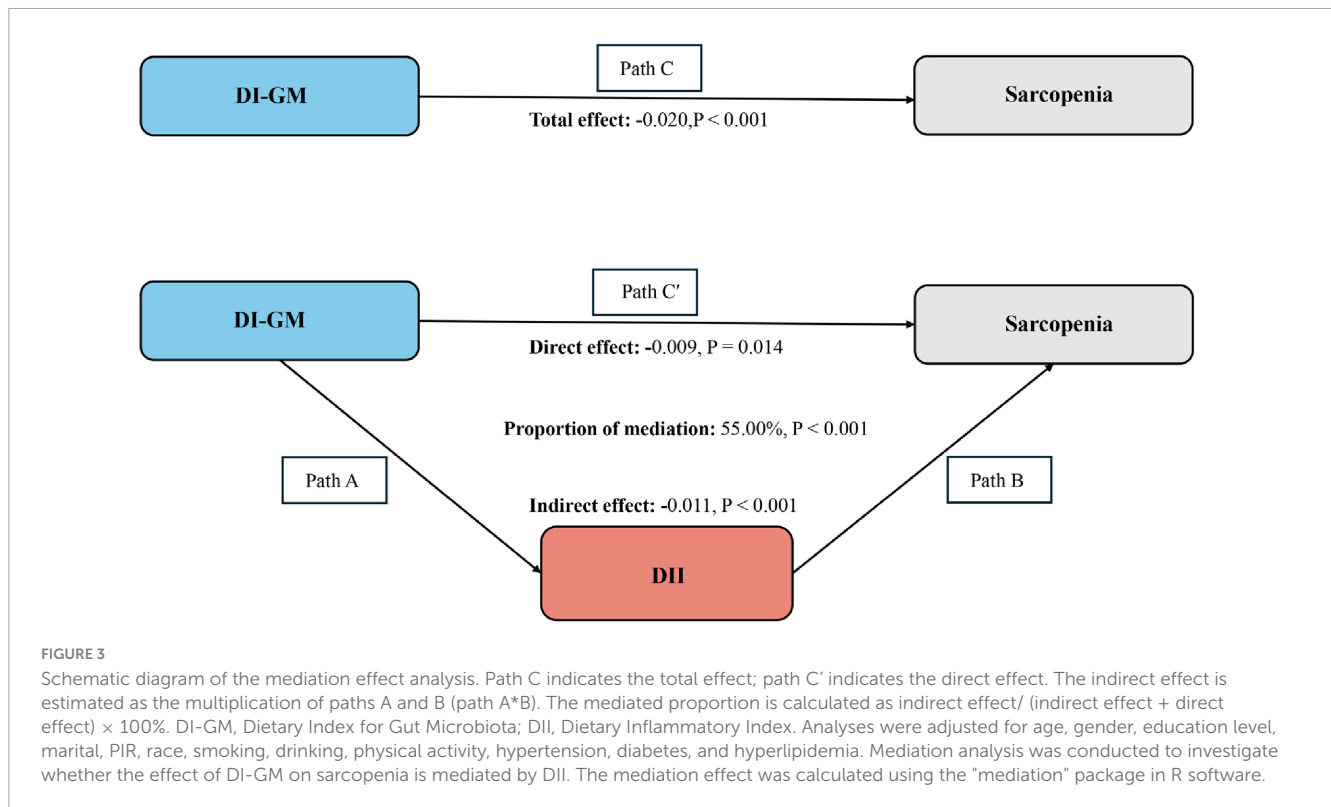 Path C
DI-GM
Sarcopenia
Total effect: -0.020,P < 0.001
Path C'
DI-GM
Sarcopenia
Direct effect: -0.009, P = 0.014
Proportion of mediation: 55.00%, P < 0.001
Path A
Path B
Indirect effect: -0.011, P < 0.001
DII
FIGURE 3
Schematic diagram of the mediation effect analysis. Path C indicates the total effect; path C' indicates the direct effect. The indirect effect is
estimated as the multiplication of paths A and B (path A*B). The mediated proportion is calculated as indirect effect/ (indirect effect + direct
effect) × 100%. DI-GM, Dietary Index for Gut Microbiota; DII, Dietary Inflammatory Index. Analyses were adjusted for age, gender, education level,
marital, PIR, race, smoking, drinking, physical activity, hypertension, diabetes, and hyperlipidemia. Mediation analysis was conducted to investigate
whether the effect of DI-GM on sarcopenia is mediated by DII. The mediation effect was calculated using the "mediation" package in R software.